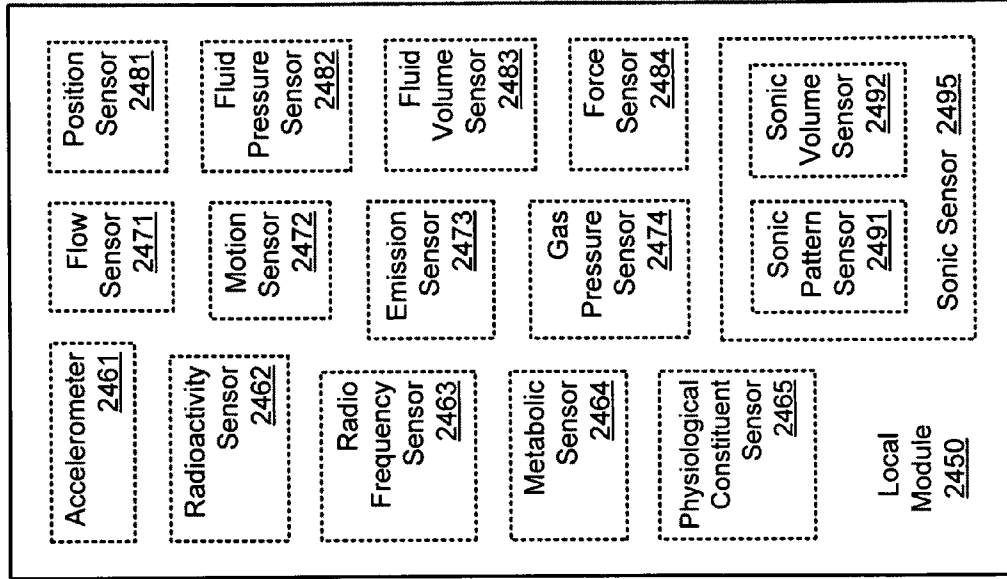 Accelerometer
2461
Radioactivity
Sensor
2462
Radio
Frequency
Sensor
2463
Metabolic
Sensor
2464
Physiological
Constituent
Sensor
2465
Local
Module
2450
Flow
Sensor
2471
Motion
Sensor
2472
Emission
Sensor
2473
Gas
Pressure
Sensor
2474
Position
Sensor
2481
Fluid
Pressure
Sensor
2482
Fluid
Volume
Sensor
2483
Force
Sensor
2484
Sonic
Pattern
Sensor
2491
Sonic
Volume
Sensor
2492
Sonic Sensor 2495